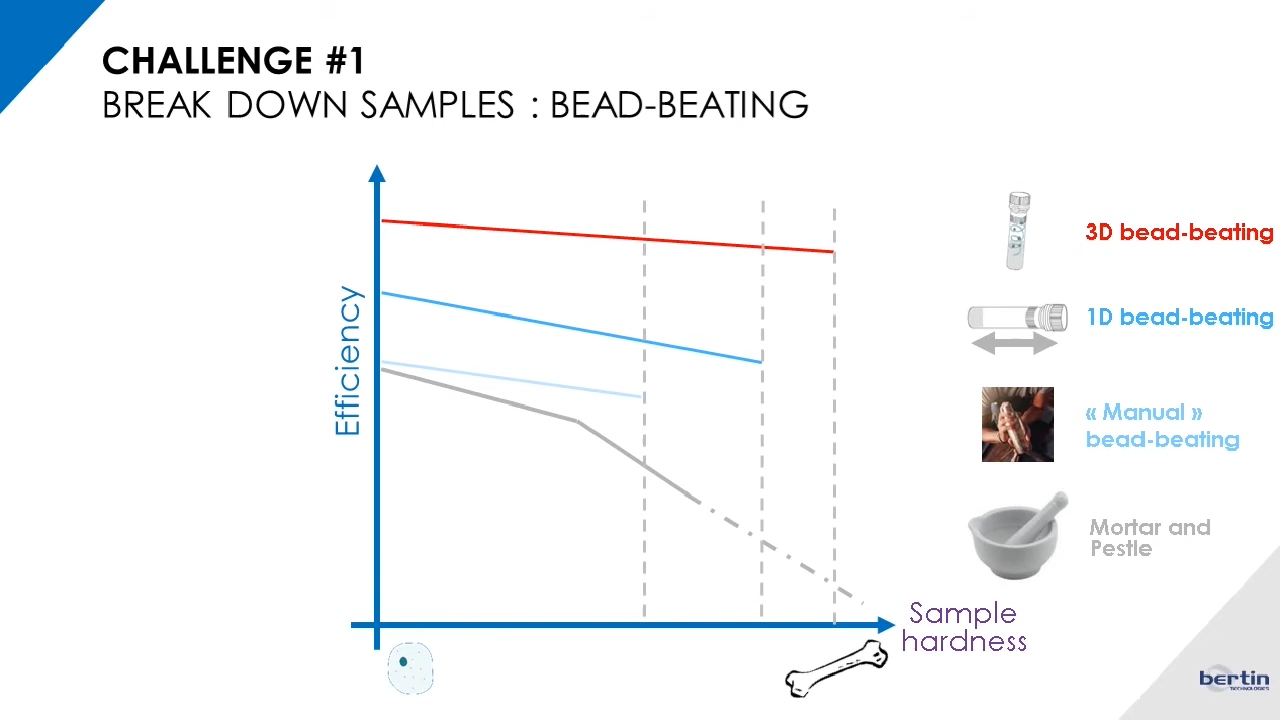 CHALLENGE #1
BREAK DOWN SAMPLES : BEAD-BEATING
Efficiency
3D bead-beating
1D bead-beating
« Manual »
bead-beating
Mortar and
Pestle
Sample
hardness
bertin
TECHNOLOGIES